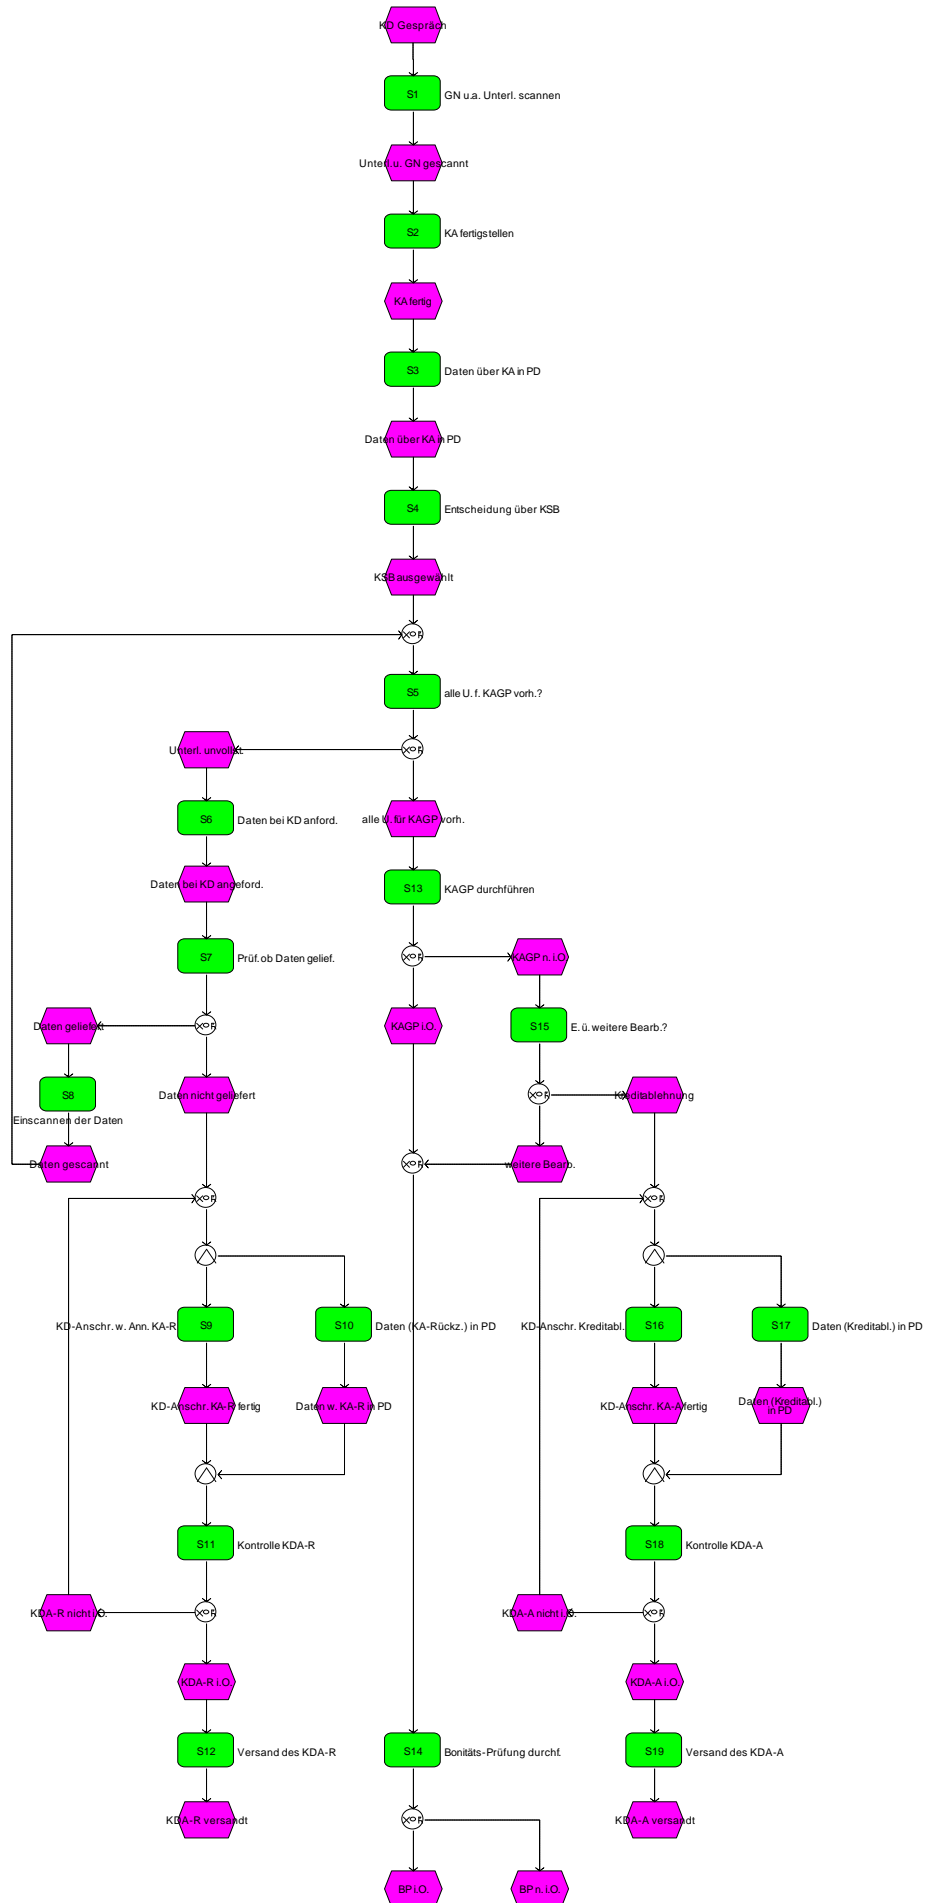 KD Gespräch
S1
GN u.a. Unterl. scannen
Unterl.u. GN gescannt
S2
KA fertigstellen
KA fertig
S3
Daten über KA in PD
Daten über KA in PD
S4
Entscheidung über KSB
KSB ausgewählt
XOR
S5
alle U. f. KAGP vorh.?
Unterl. unvollst.
XOR
S6
Daten bei KD anford.
alle U. für KAGP vorh.
Daten bei KD angeford.
S13
KAGP durchführen
S7
Prüf. ob Daten gelief.
XOR
KAGP n. i.O.
Daten geliefert
XOR
KAGP i.O.
S15
E. ü. weitere Bearb.?
S8
Einscannen der Daten
Daten nicht geliefert
XOR
Kreditablehnung
Daten gescannt
XOR
weitere Bearb.
XOR
XOR
KD-Anschr. w. Ann. KA-R
S9
S10
Daten (KA-Rückz.) in PD
KD-Anschr. Kreditabl.
S16
S17
Daten (Kreditabl.) in PD
KD-Anschr. KA-R fertig
Daten w. KA-R in PD
KD-Anschr. KA-A fertig
Daten (Kreditabl.)
in PD
S11
Kontrolle KDA-R
S18
Kontrolle KDA-A
KDA-R nicht i.O.
XOR
KDA-A nicht i.O.
XOR
KDA-R i.O.
KDA-A i.O.
S12
Versand des KDA-R
S14
Bonitäts-Prüfung durchf.
S19
Versand des KDA-A
KDA-R versandt
XOR
KDA-A versandt
BP i.O.
BP n. i.O.